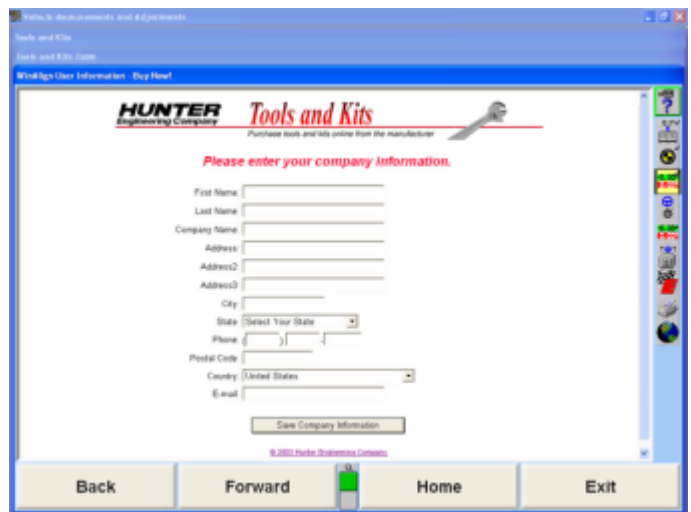 Vehicle Measurements and Adjustments
Tools and Kits
Tools and Kits Zone
WinAlign User Information - Buy Now!
HUNTER
Engineering Company
Tools and Kits
Purchase tools and kits online from the manufacturer
Please enter your company information.
First Name
Last Name
Company Name
Address
Address2
Address3
City
State Select Your State
Phone ( ) -
Postal Code
Country United States
E-mail
Save Company Information
© 2003 Hunter Engineering Company
Back Forward Home Exit